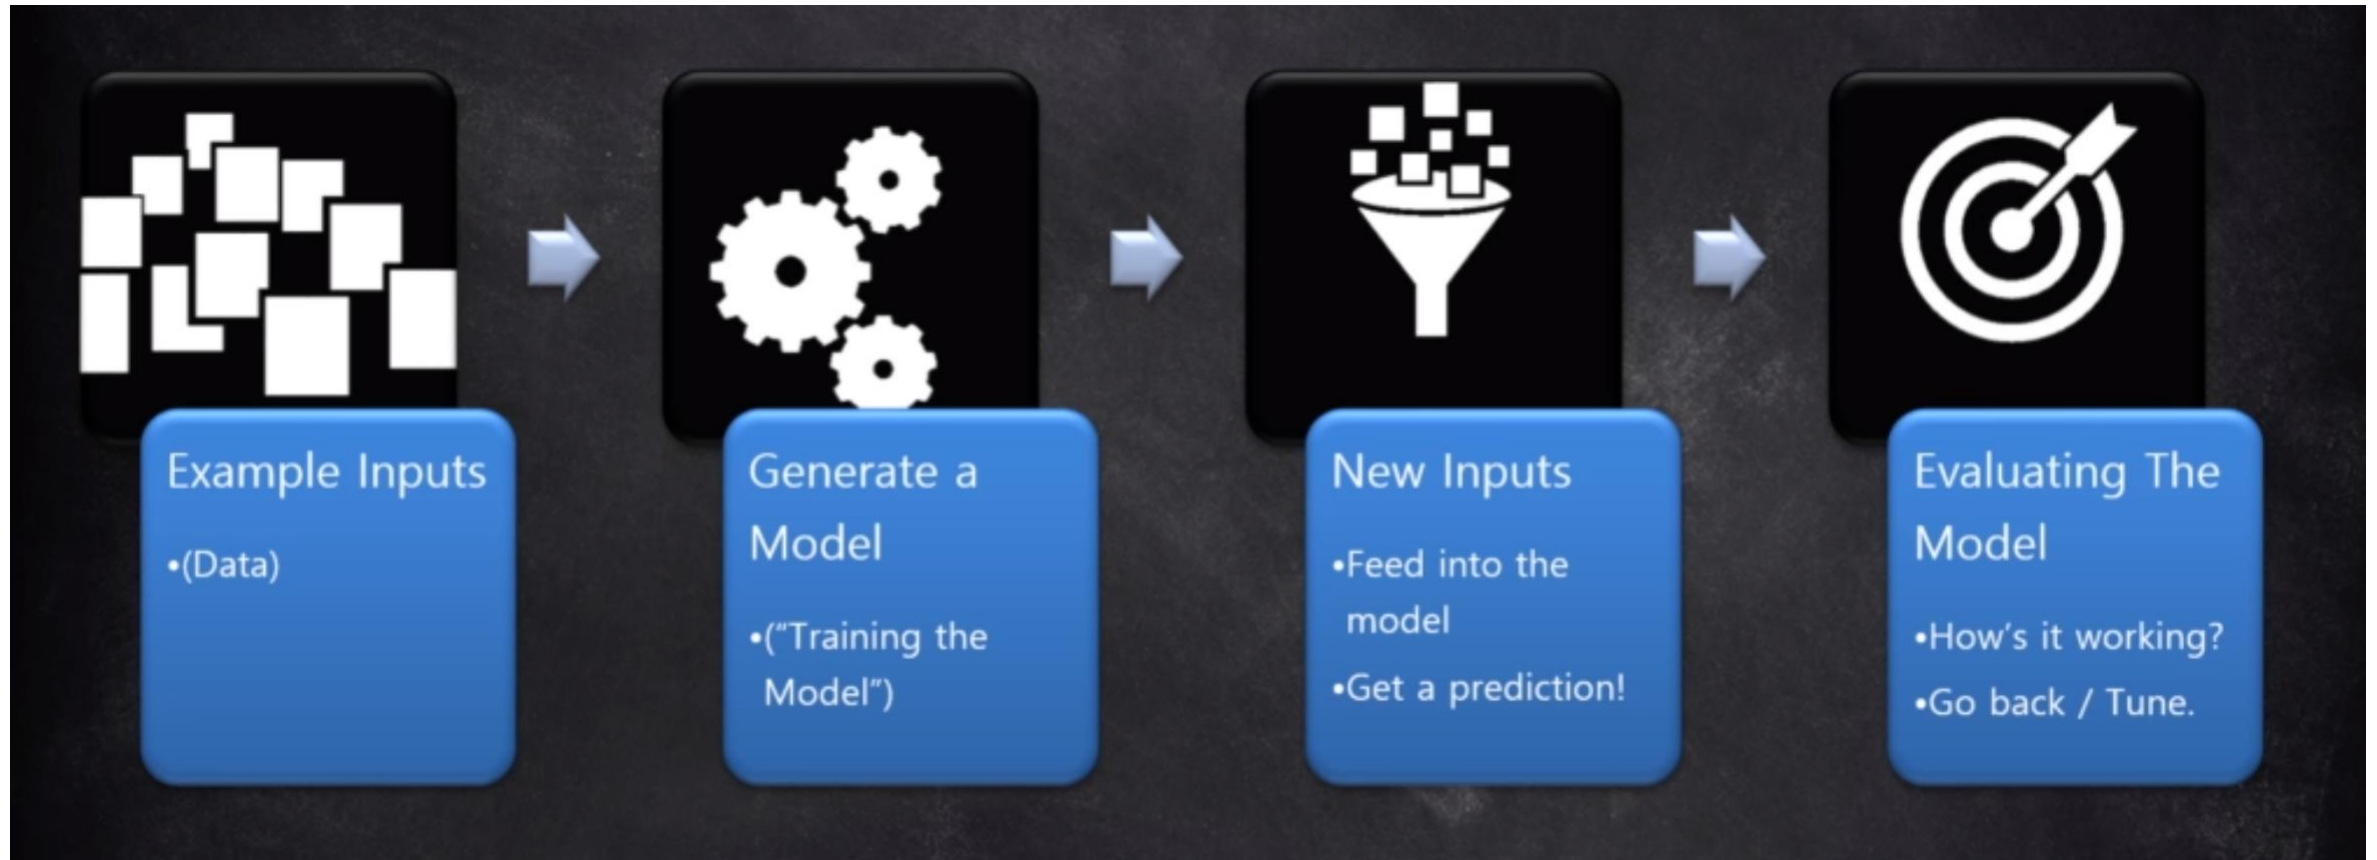 Example Inputs
•(Data)
Generate a
Model
•(“Training the
Model”)
New Inputs
•Feed into the
model
•Get a prediction!
Evaluating The
Model
•How's it working?
•Go back / Tune.